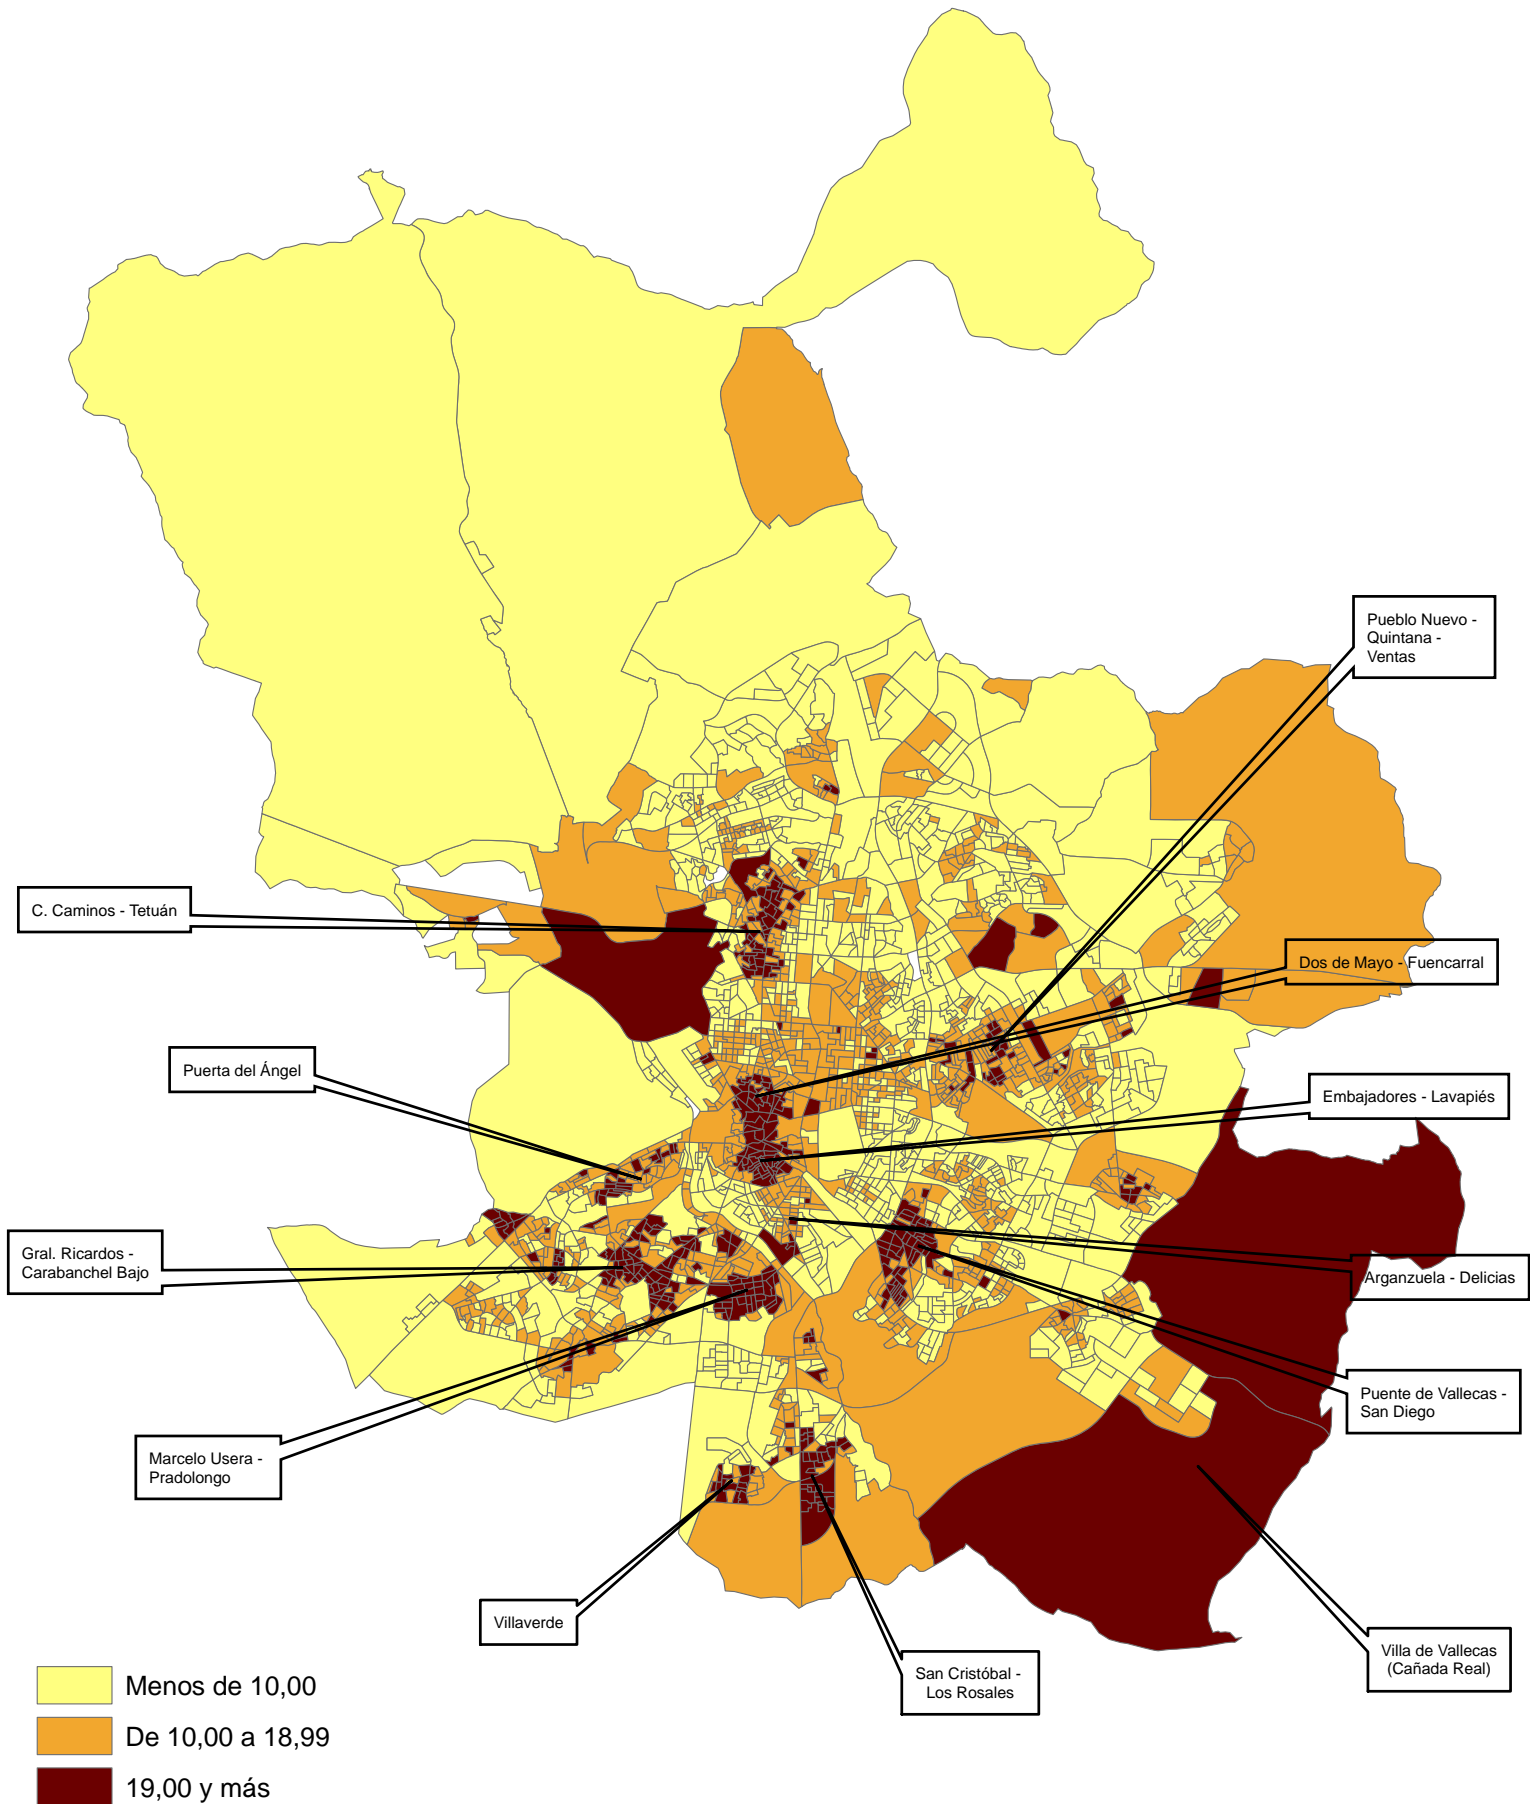 Pueblo Nuevo -
Quintana -
Ventas
C. Caminos - Tetuán
Dos de Mayo - Fuencarral
Puerta del Ángel
Embajadores - Lavapiés
Gral. Ricardos -
Carabanchel Bajo
Arganzuela - Delicias
Puente de Vallecas -
San Diego
Marcelo Usera -
Pradolongo
Villaverde
San Cristóbal -
Los Rosales
Villa de Vallecas
(Cañada Real)
Menos de 10,00
De 10,00 a 18,99
19,00 y más